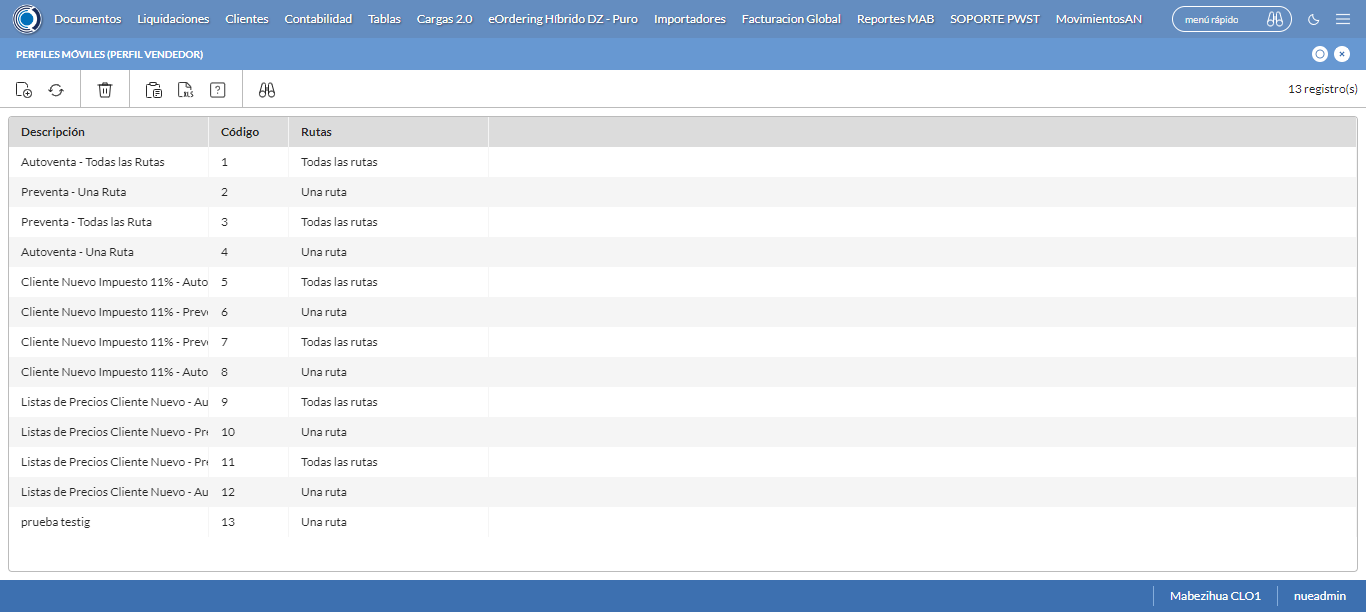 Documentos Liquidaciones Clientes Contabilidad Tablas Cargas 2.0 eOrdering Híbrido DZ - Puro Importadores Facturacion Global Reportes MAB SOPORTE PWST MovimientosAN menú rápido
PERFILES MÓVILES (PERFIL VENDEDOR)
XLS ? 13 registro(s)
Descripción Código Rutas
Autoventa - Todas las Rutas 1 Todas las rutas
Preventa - Una Ruta 2 Una ruta
Preventa - Todas las Ruta 3 Todas las rutas
Autoventa - Una Ruta 4 Una ruta
Cliente Nuevo Impuesto 11% - Auto 5 Todas las rutas
Cliente Nuevo Impuesto 11% - Prev 6 Una ruta
Cliente Nuevo Impuesto 11% - Prev 7 Todas las rutas
Cliente Nuevo Impuesto 11% - Auto 8 Una ruta
Listas de Precios Cliente Nuevo - Au 9 Todas las rutas
Listas de Precios Cliente Nuevo - Pr 10 Una ruta
Listas de Precios Cliente Nuevo - Pr 11 Todas las rutas
Listas de Precios Cliente Nuevo - Au 12 Una ruta
prueba testig 13 Una ruta
Mabezihua CLO1 nueadmin